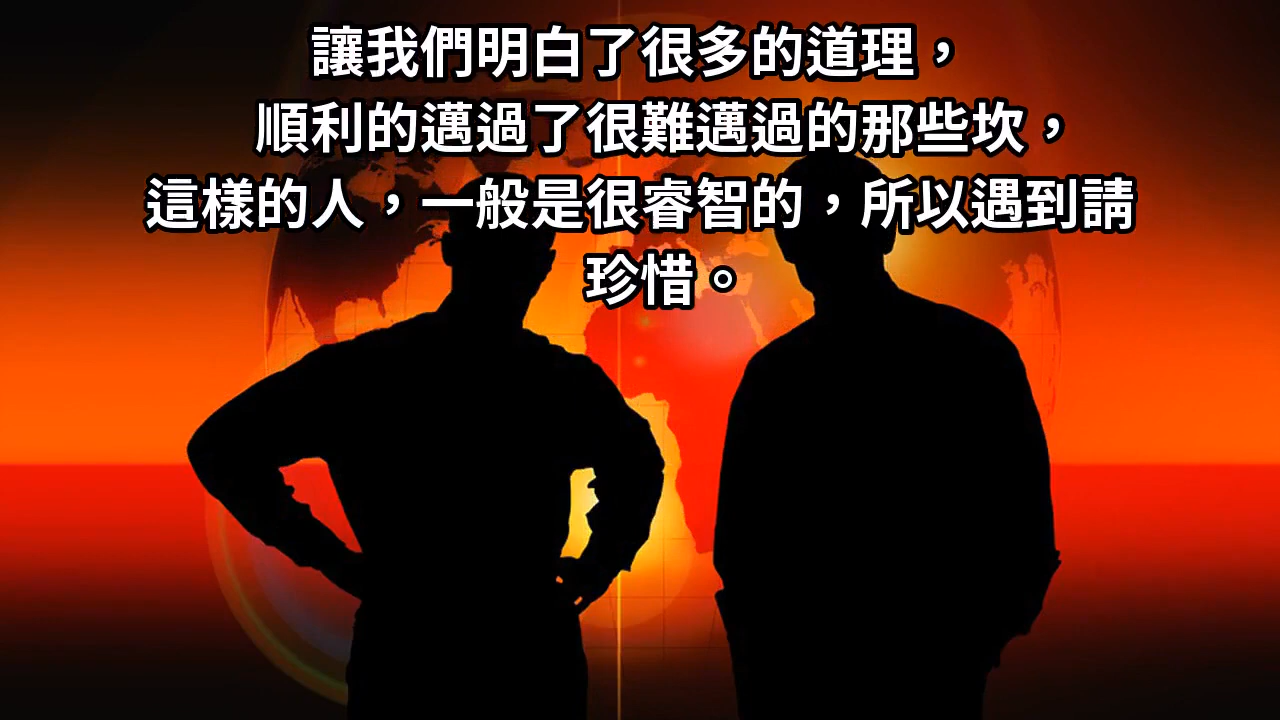 讓我們明白了很多的道理，
順利的邁過了很難邁過的那些坎，
這樣的人，一般是很睿智的，所以遇到請
珍惜。